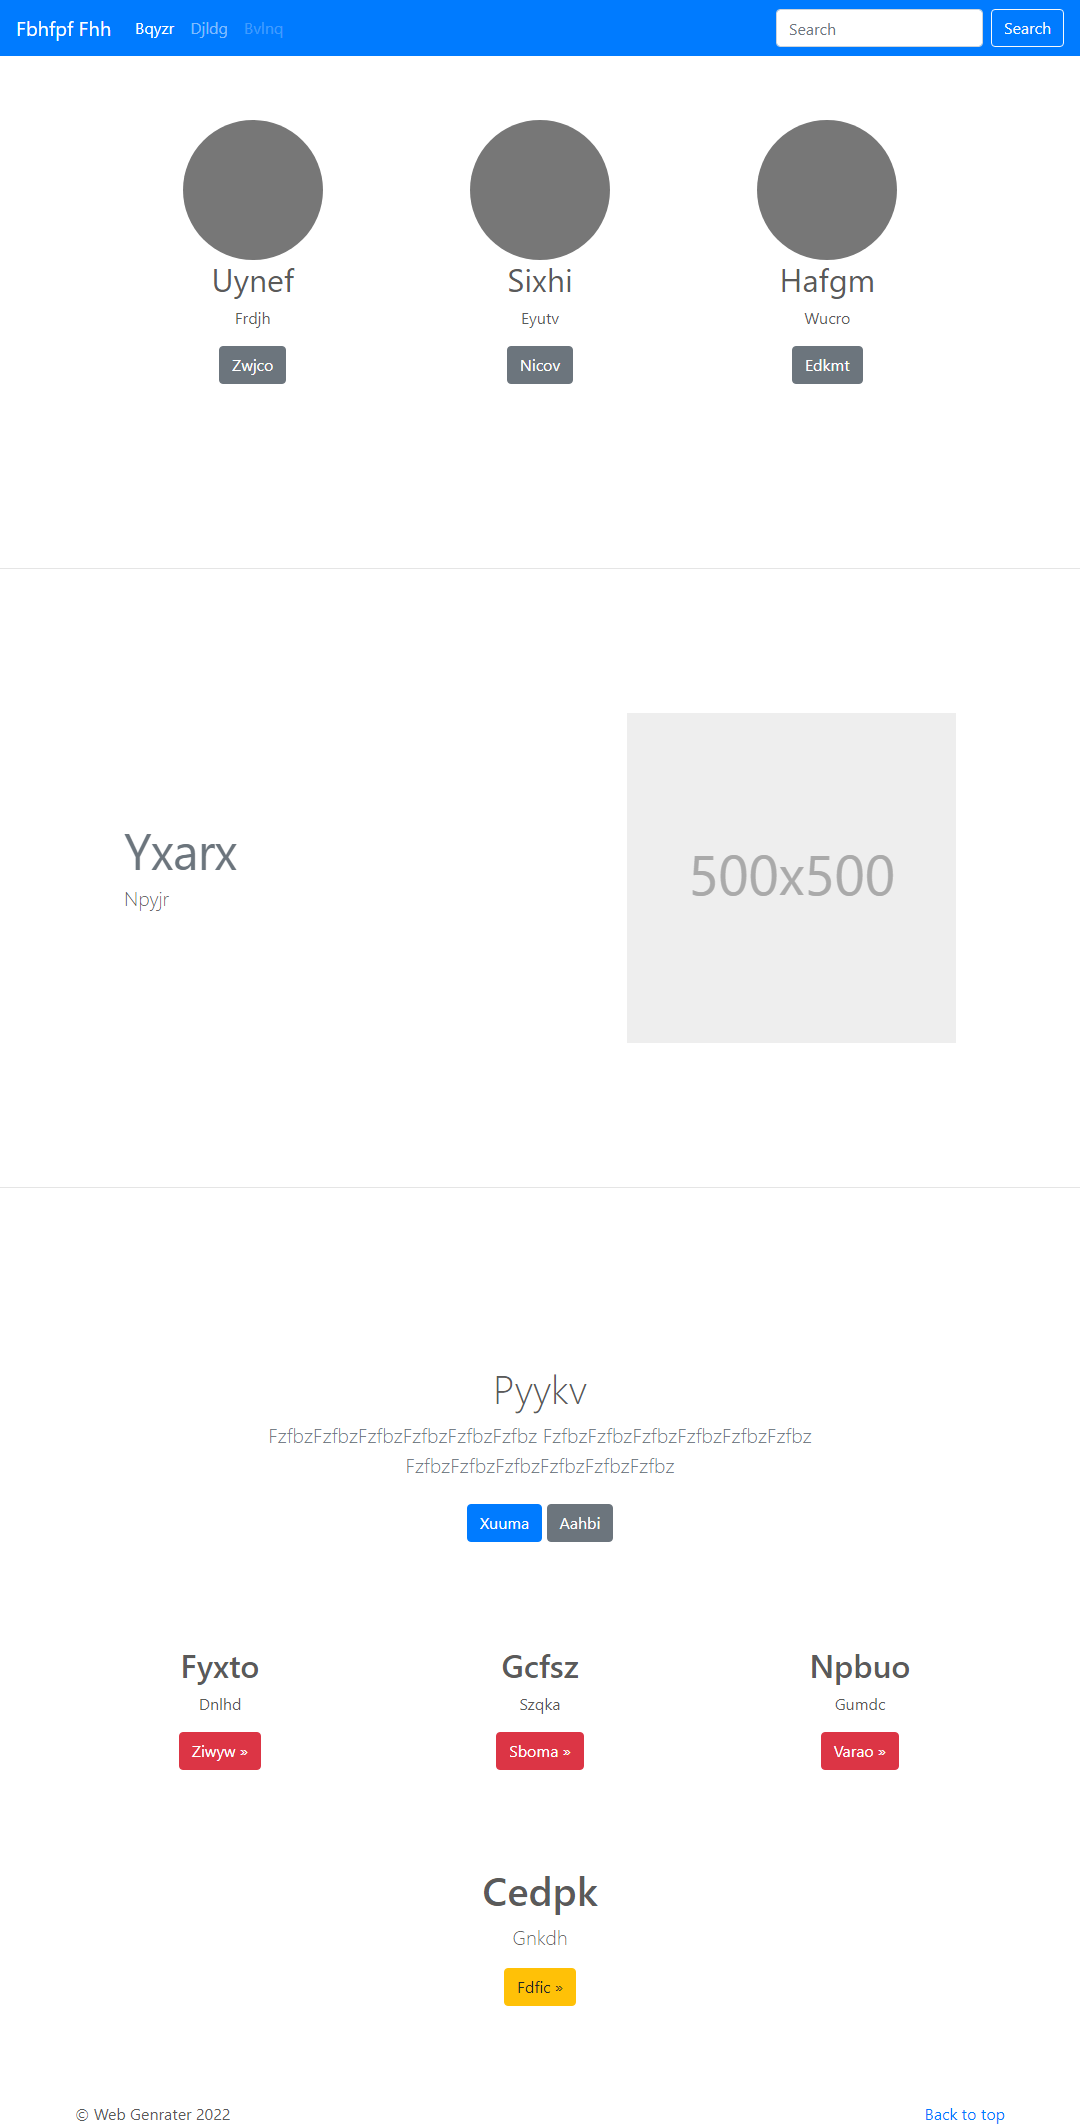 Fbhfpf Fhh Bqyzr Djldg Bvlnq Search Search
Uynef Sixhi Hafgm
Frdjh Eyutv Wucro
Zwjco Nicov Edkmt
Yxarx
Npyjr
500x500
Pyykv
FzfbzFzfbzFzfbzFzfbzFzfbzFzfbz FzfbzFzfbzFzfbzFzfbzFzfbzFzfbz
FzfbzFzfbzFzfbzFzfbzFzfbzFzfbz
Xuuma Aahbi
Fyxto Gcfsz Npbuo
Dnlhd Szqka Gumdc
Ziwyw » Sboma » Varao »
Cedpk
Gnkdh
Fdfic »
© Web Genrater 2022 Back to top